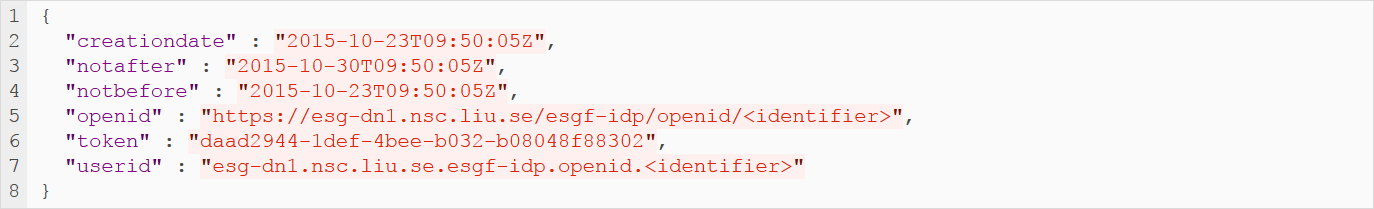 1 {
2 "creationdate" : "2015-10-23T09:50:05Z",
3 "notafter" : "2015-10-30T09:50:05Z",
4 "notbefore" : "2015-10-23T09:50:05Z",
5 "openid" : "https://esg-dn1.nsc.liu.se/esgf-idp/openid/<identifier>",
6 "token" : "daad2944-1def-4bee-b032-b08048f88302",
7 "userid" : "esg-dn1.nsc.liu.se.esgf-idp.openid.<identifier>"
8 }